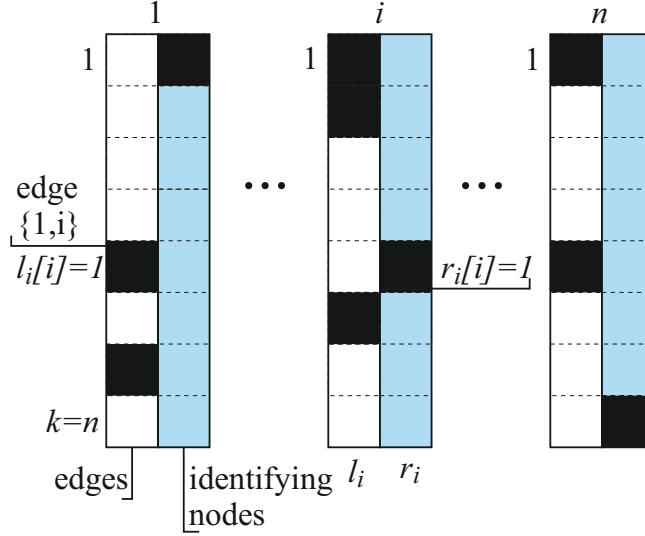 1 i n
1 1 1
... ...
edge
{1,i}
l_i[i]=1 r_i[i]=1
k=n
edges identifying l_i r_i
nodes